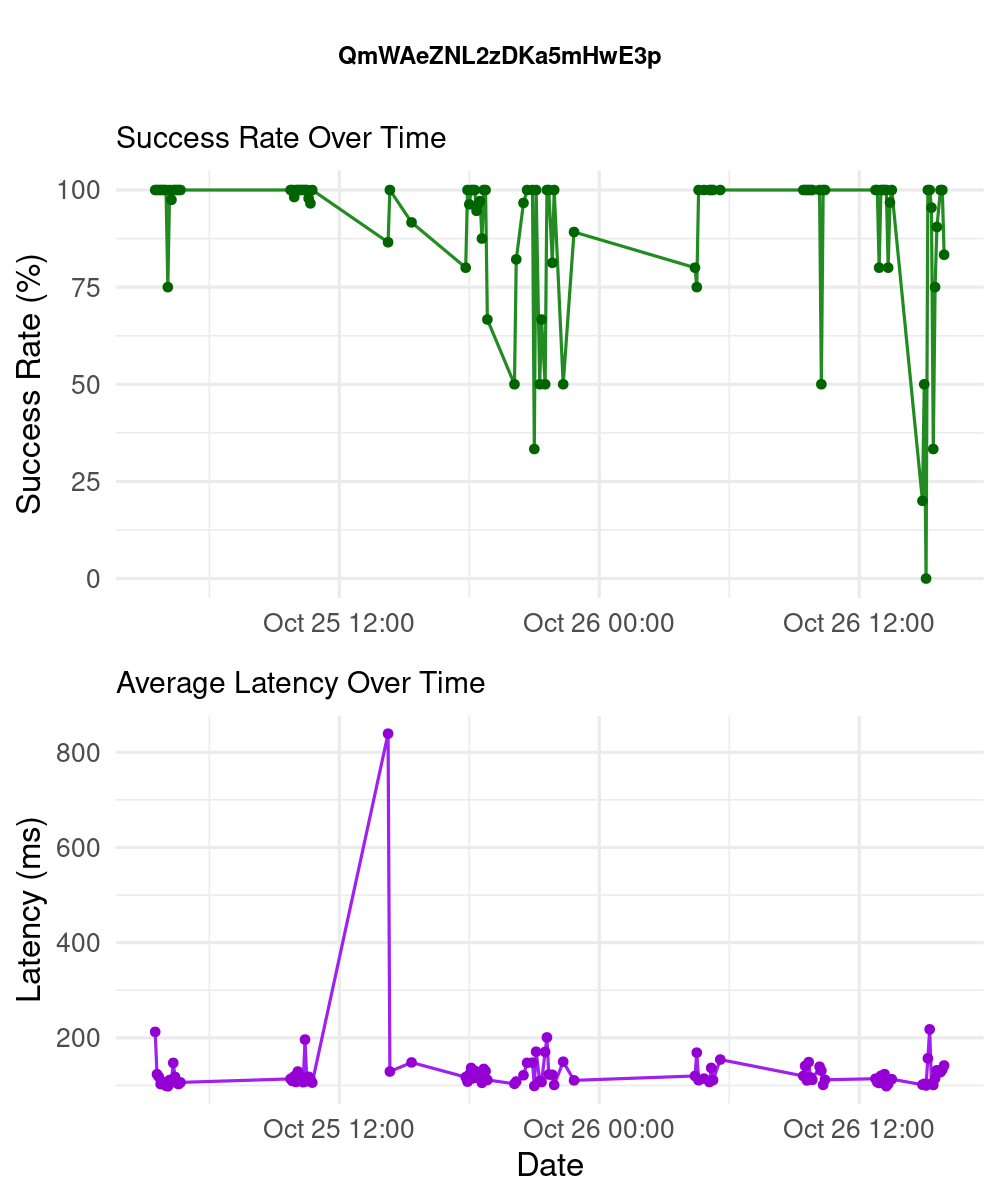 QmWAeZNL2zDKa5mHwE3p
Success Rate Over Time
Success Rate (%)
100
75
50
25
0
Oct 25 12:00 Oct 26 00:00 Oct 26 12:00
Average Latency Over Time
Latency (ms)
800
600
400
200
Oct 25 12:00 Oct 26 00:00 Oct 26 12:00
Date